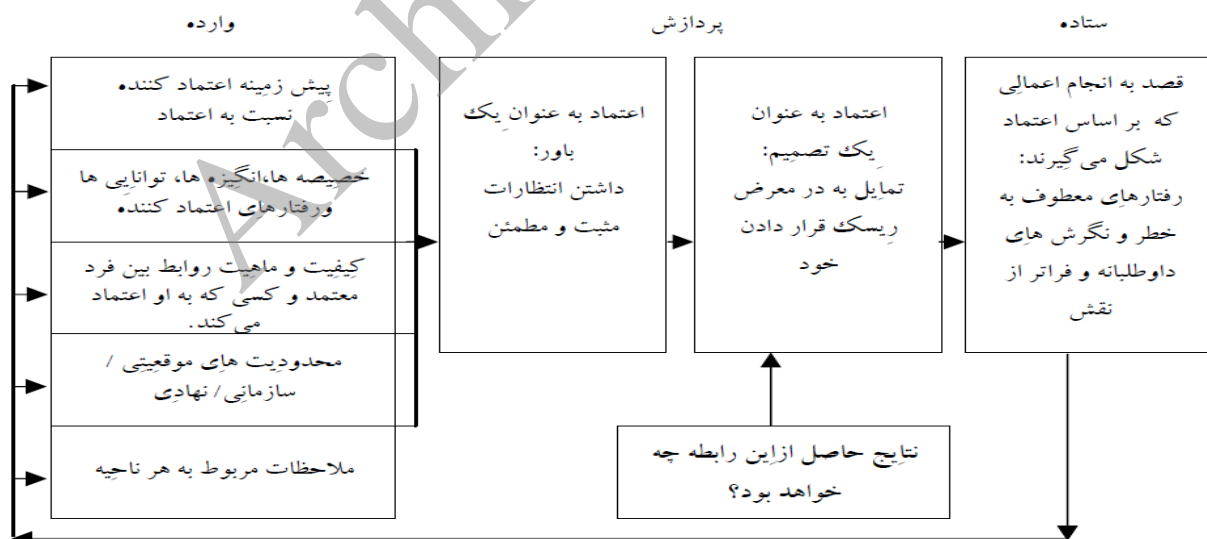 وارده
پردازش
ستاده
پیش زمینه اعتماد کننده
نسبت به اعتماد
خصیصه ها،انگیزه ها، توانایی ها
ورفتارهای اعتماد کننده
کیفیت و ماهیت روابط بین فرد
معتمد و کسی که به او اعتماد
می کند.
محدودیت های موقعیتی /
سازمانی/ نهادی
ملاحظات مربوط به هر ناحیه
اعتماد به عنوان یک
باور:
داشتن انتظارات
مثبت و مطمئن
اعتماد به عنوان
یک تصمیم:
تمایل به در معرض
ریسک قرار دادن
خود
قصد به انجام اعمالی
که بر اساس اعتماد
شکل می گیرند:
رفتارهای معطوف به
خطر و نگرش های
داوطلبانه و فراتر از
نقش
نتایج حاصل ازاین رابطه چه
خواهد بود؟